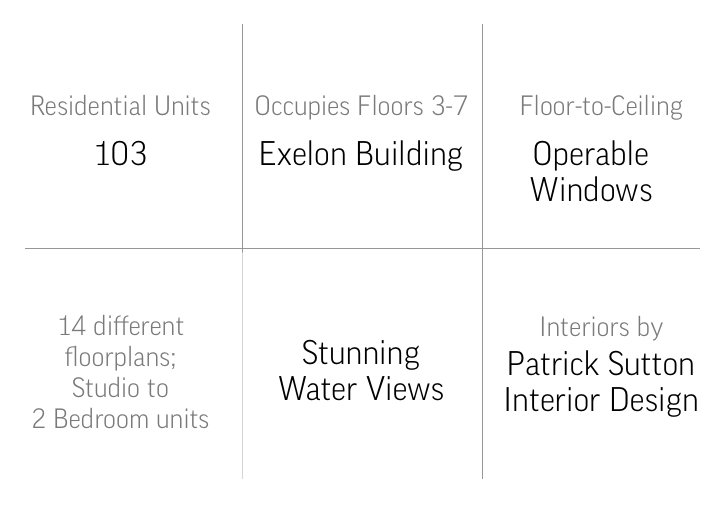 Residential Units
103
Occupies Floors 3-7
Exelon Building
Floor-to-Ceiling
Operable
Windows
14 different
floorplans;
Studio to
2 Bedroom units
Stunning
Water Views
Interiors by
Patrick Sutton
Interior Design